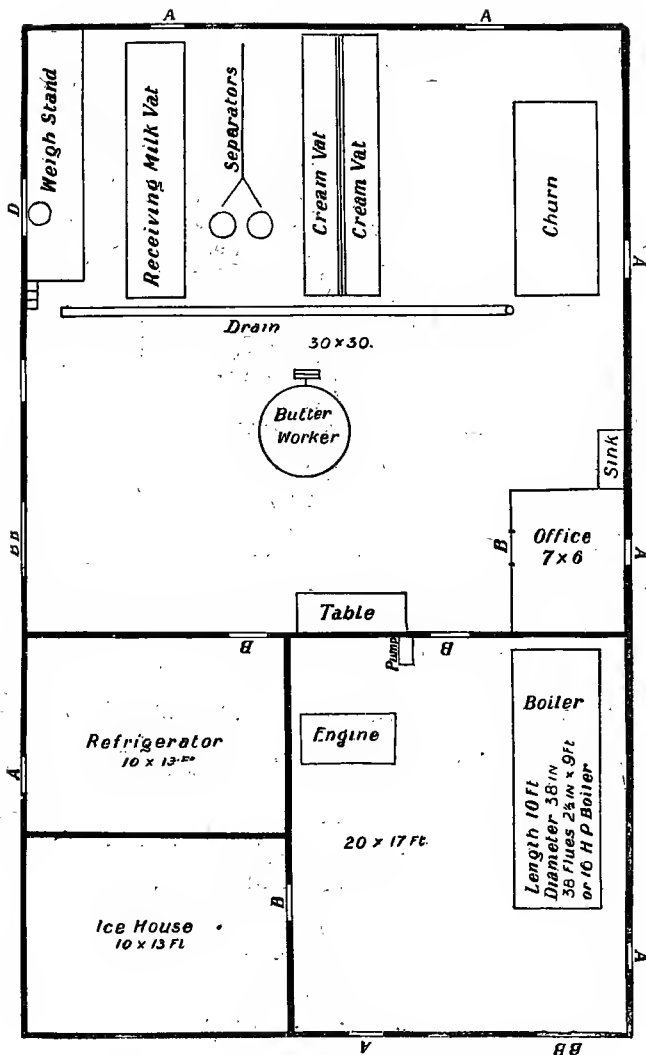 A
A
Weigh Stand
Receiving Milk Vat
Separators
Cream Vat
Cream Vat
Churn
D
A
Drain
30 × 30.
Butter
Worker
Sink
BB
B
Office
7 × 6
A
Table
B
Pump
B
Refrigerator
10 × 13 Ft
A
Engine
Boiler
Length 10 Ft
Diameter 38 IN
38 Flues 2½ IN × 9 Ft
or 16 H P Boiler
20 × 17 Ft.
Ice House
10 × 13 Ft
B
A
A
BB